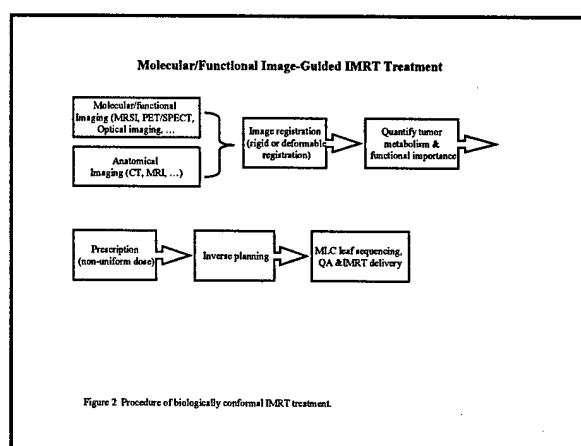 Molecular/Functional Image-Guided IMRT Treatment
Molecular/functional
Imaging (MRSI, PET/SPECT,
Optical imaging, …
Anatomical
Imaging (CT, MRI, …)
Image registration
(rigid or deformable
registration)
Quantify tumor
metabolism &
functional importance
Prescription
(non-uniform dose)
Inverse planning
MLC leaf sequencing,
QA &IMRT delivery
Figure 2 Procedure of biologically conformal IMRT treatment.